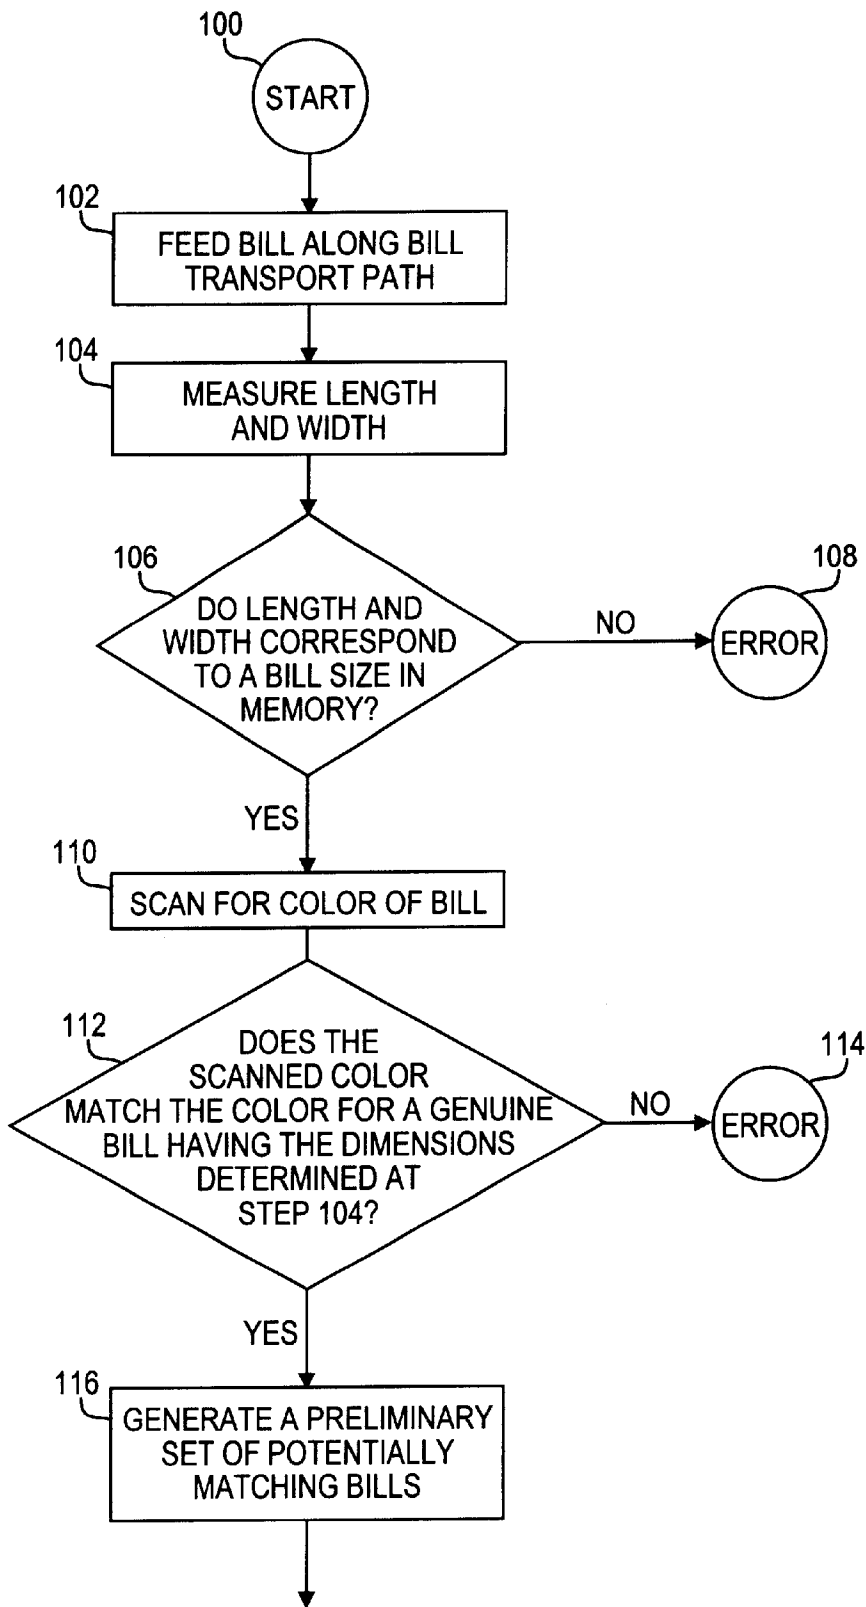 100
START
102
FEED BILL ALONG BILL
TRANSPORT PATH
104
MEASURE LENGTH
AND WIDTH
106
DO LENGTH AND
WIDTH CORRESPOND
TO A BILL SIZE IN
MEMORY?
NO
108
ERROR
YES
110
SCAN FOR COLOR OF BILL
112
DOES THE
SCANNED COLOR
MATCH THE COLOR FOR A GENUINE
BILL HAVING THE DIMENSIONS
DETERMINED AT
STEP 104?
NO
114
ERROR
YES
116
GENERATE A PRELIMINARY
SET OF POTENTIALLY
MATCHING BILLS